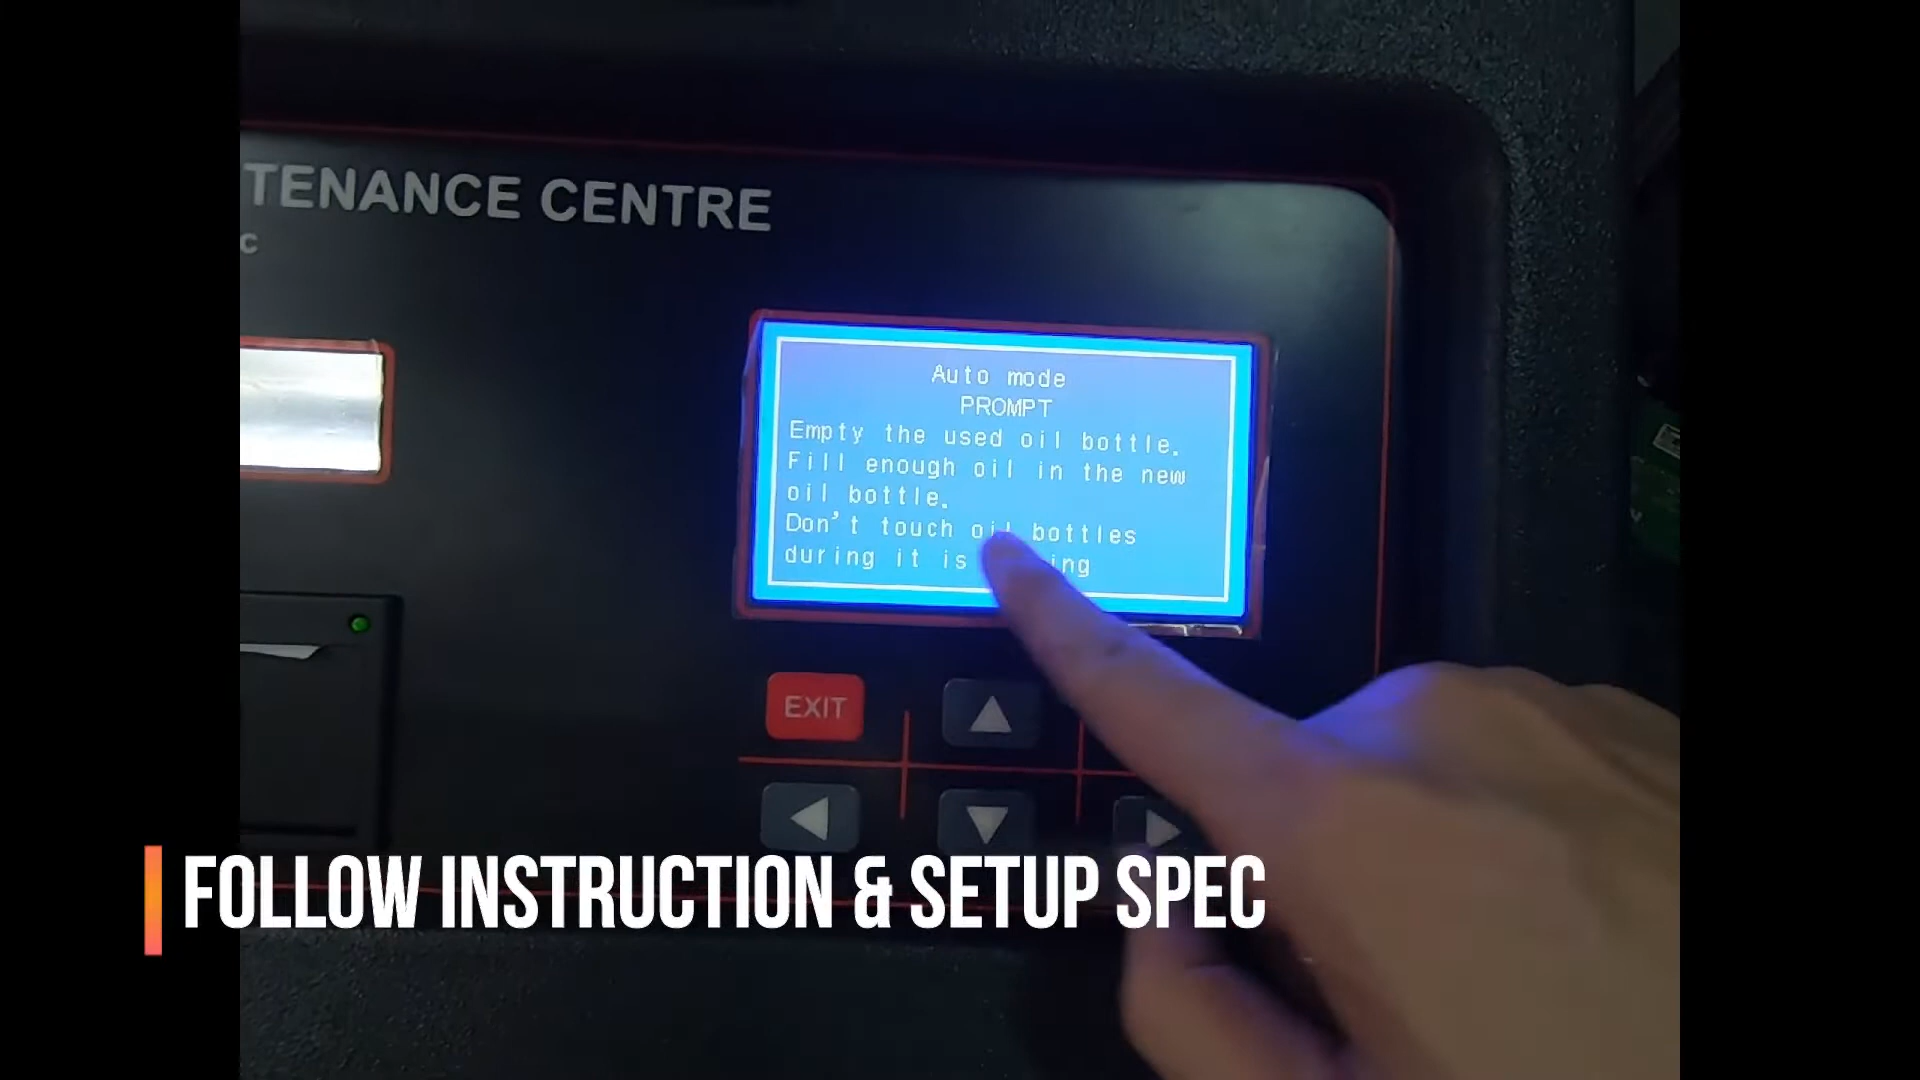 TENANCE CENTRE
c
Auto mode
PROMPT
Empty the used oil bottle.
Fill enough oil in the new
oil bottle.
Don't touch oil bottles
during it is
EXIT
FOLLOW INSTRUCTION & SETUP SPEC